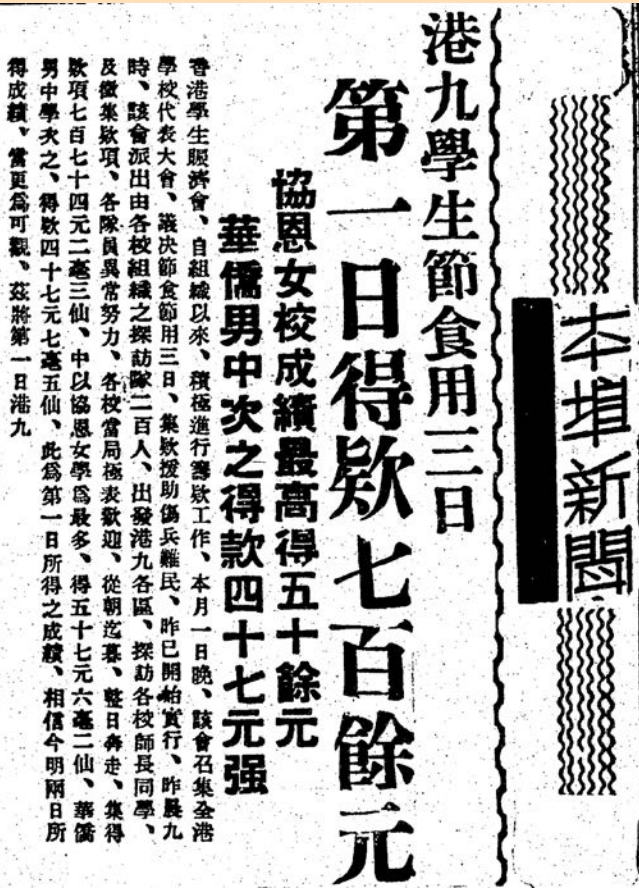 本埠新聞
港九學生節食用三日
第一日得欵七百餘元
協恩女校成績最高得五十餘元
華僑男中次之得款四十七元强
香港學生賑濟會、自組織以來、積極進行籌欵工作、本月一日晚、該會召集全港
學校代表大會、議决節食節用三日、集欵援助傷兵難民、昨已開始實行、昨晨九
時、該會派出由各校組織之探訪隊二百人、出發港九各區、探訪各校師長同學、
及徵集欵項、各隊員異常努力、各校當局極表歡迎、從朝迄暮、整日奔走、集得
欵項七百七十四元二毫三仙、中以協恩女學爲最多、得五十七元六毫二仙、華僑
男中學次之、得欵四十七元七毫五仙、此爲第一日所得之成績、相信今明兩日所
得成績、當更爲可觀、茲將第一日港九